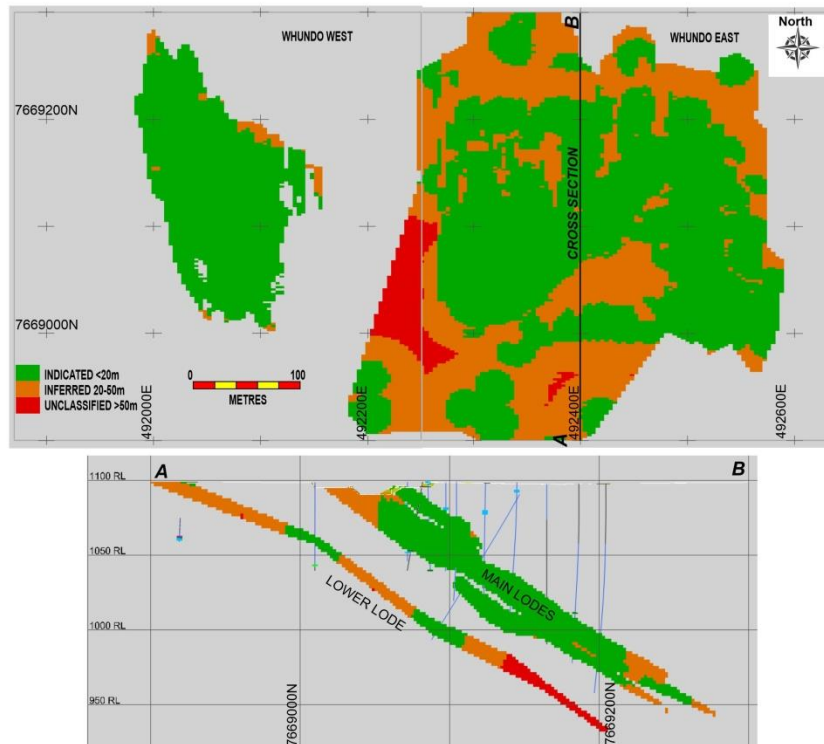 WHUNDO WEST
B
WHUNDO EAST
North
7669200N
CROSS SECTION
7669000N
INDICATED <20m
INFERRED 20-50m
UNCLASSIFIED >50m
0
100
METRES
492000E
492200E
492400E
492600E
A
1100 RL
A
B
1050 RL
LOWER LODE
MAIN LODES
1000 RL
950 RL
7669000N
7669200N